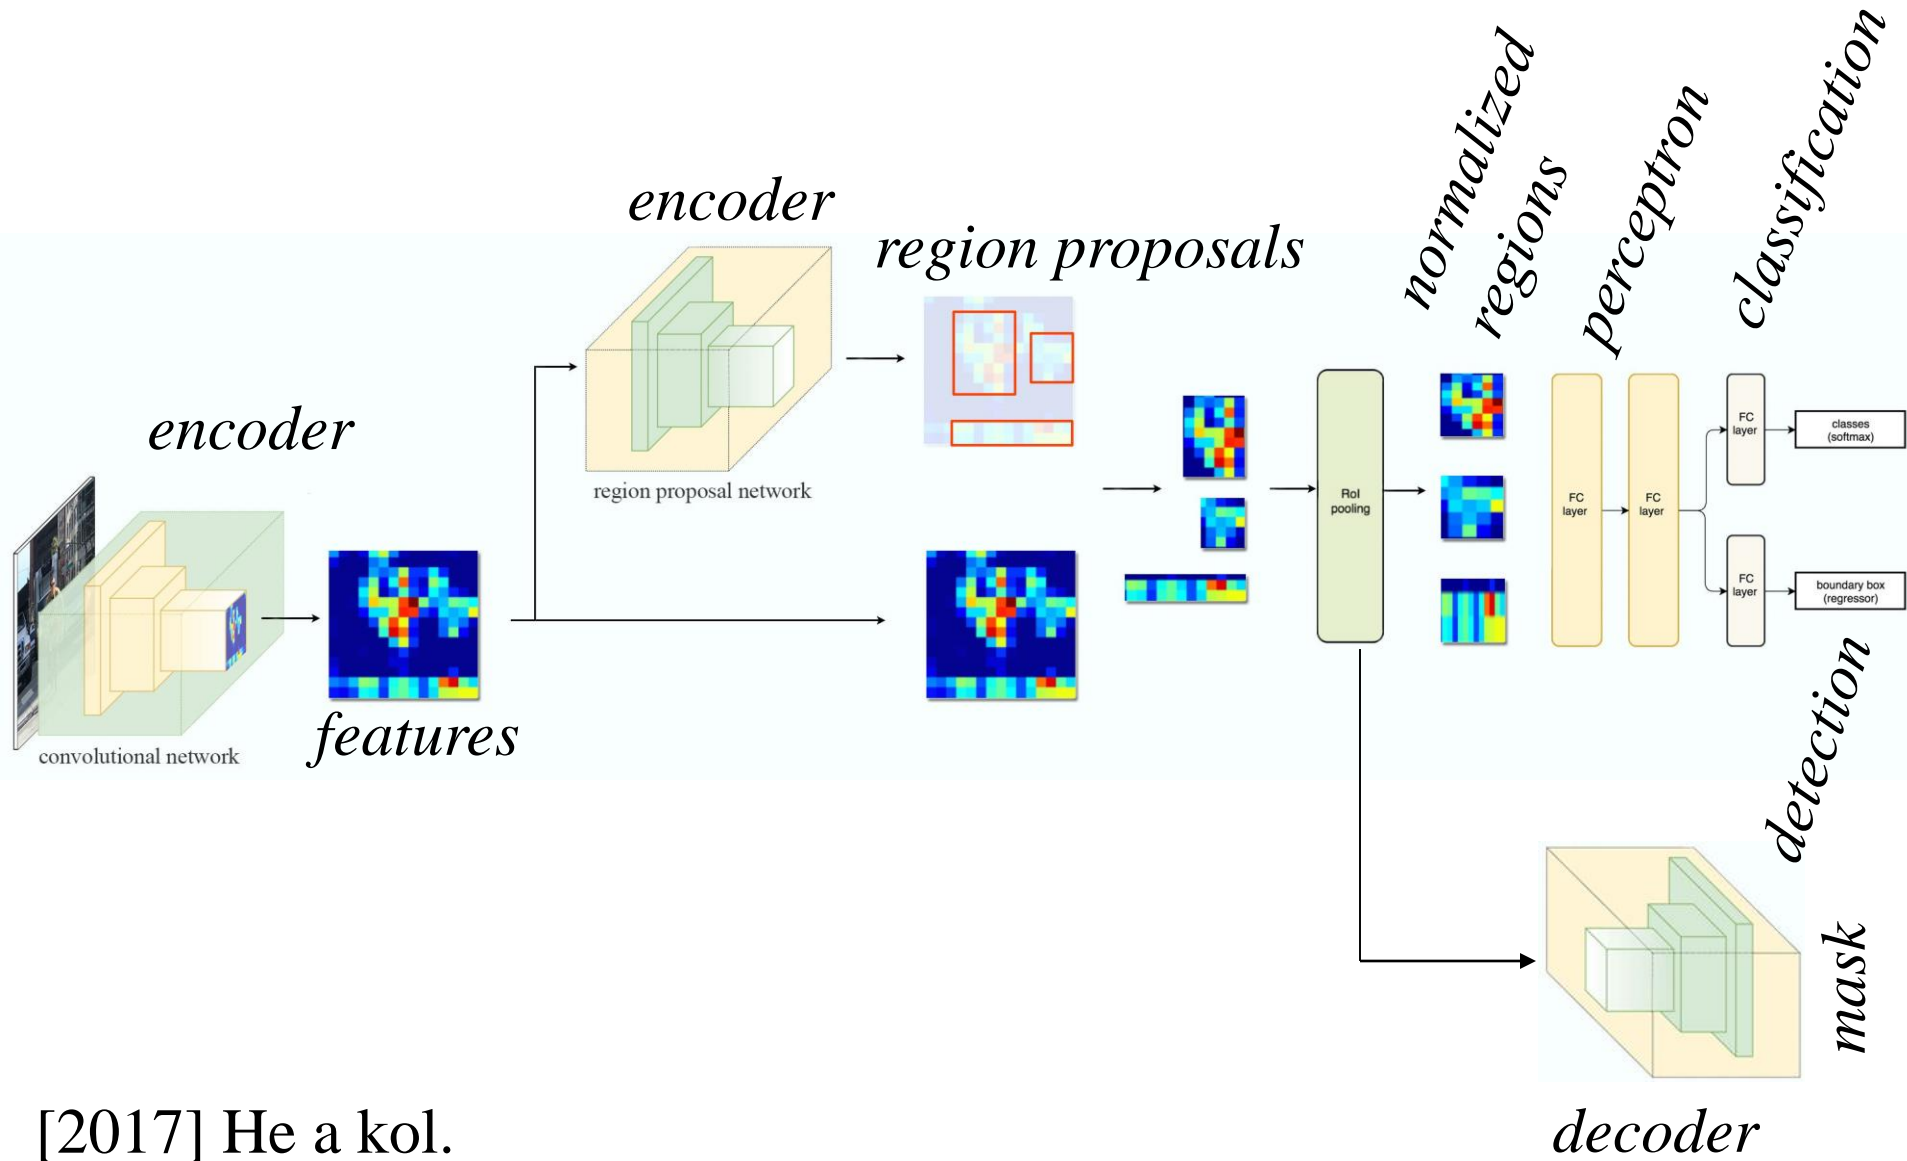 normalized
regions
perceptron
classification
encoder
region proposals
encoder
region proposal network
convolutional network
features
RoI
pooling
FC
layer
FC
layer
FC
layer
classes
(softmax)
FC
layer
boundary box
(regressor)
detection
mask
decoder
[2017] He a kol.